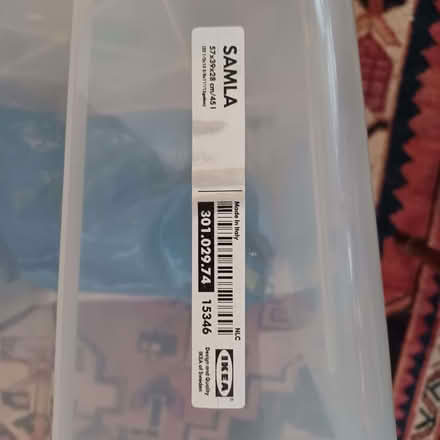 SAMLA
57x39x28 cm/45 l
Made in Italy
301.029.74
15346
NLC
IKEA®
Design and Quality
IKEA of Sweden